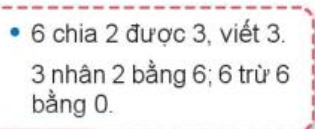 • 6 chia 2 được 3, viết 3.
3 nhân 2 bằng 6; 6 trừ 6
bằng 0.